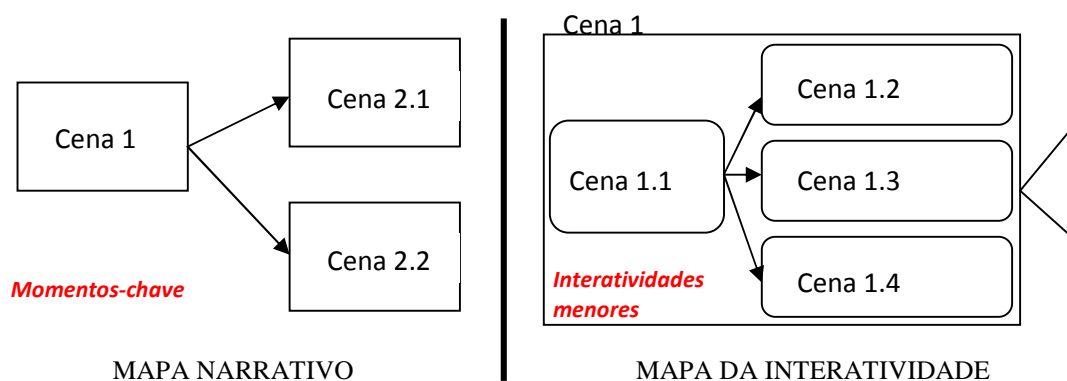 Cena 1
Cena 2.1
Cena 2.2
Momentos-chave
MAPA NARRATIVO
Cena 1
Cena 1.1
Cena 1.2
Cena 1.3
Cena 1.4
Interatividades
menores
MAPA DA INTERATIVIDADE